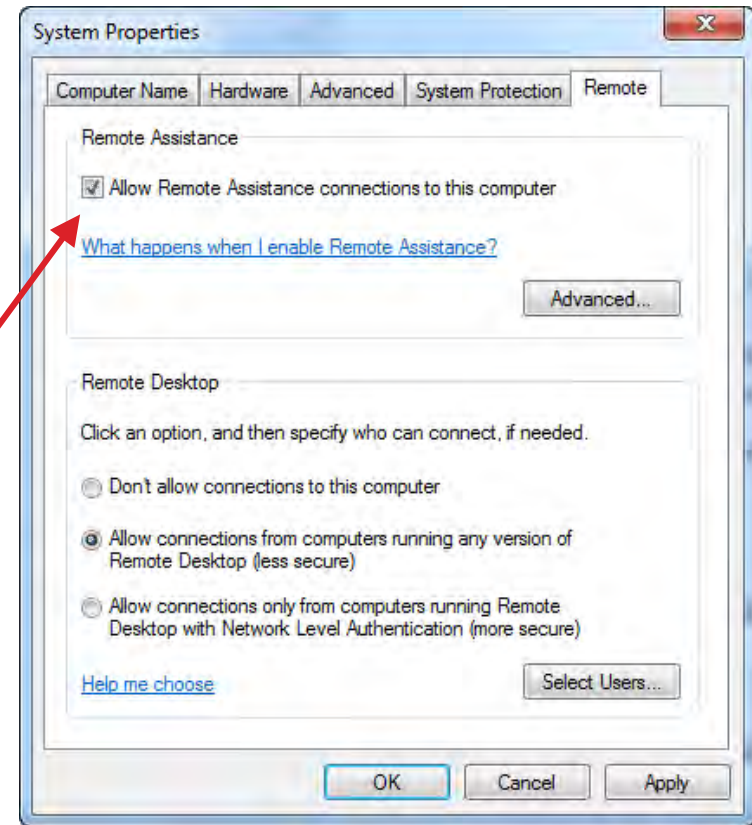 System Properties
Computer Name Hardware Advanced System Protection Remote
Remote Assistance
Allow Remote Assistance connections to this computer
What happens when I enable Remote Assistance?
Advanced...
Remote Desktop
Click an option, and then specify who can connect, if needed.
Don't allow connections to this computer
Allow connections from computers running any version of
Remote Desktop (less secure)
Allow connections only from computers running Remote
Desktop with Network Level Authentication (more secure)
Help me choose
Select Users...
OK Cancel Apply